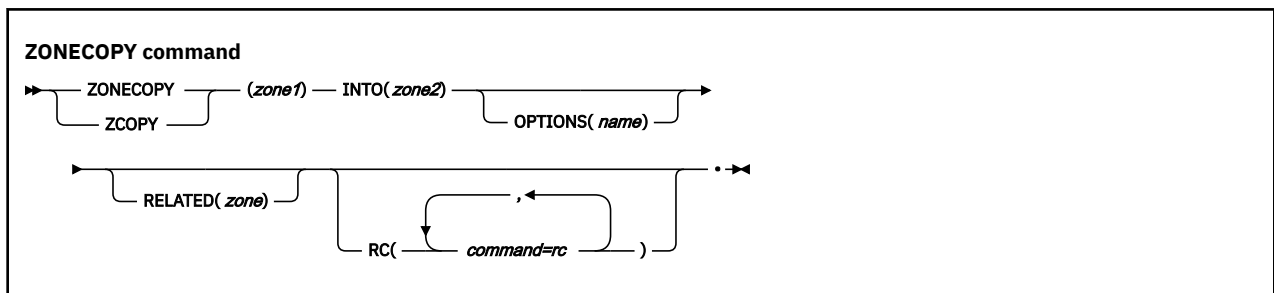 ZONECOPY command
ZONECOPY (zone1) INTO( zone2)
ZCOPY OPTIONS( name)
RELATED( zone) .
,
RC( command=rc )